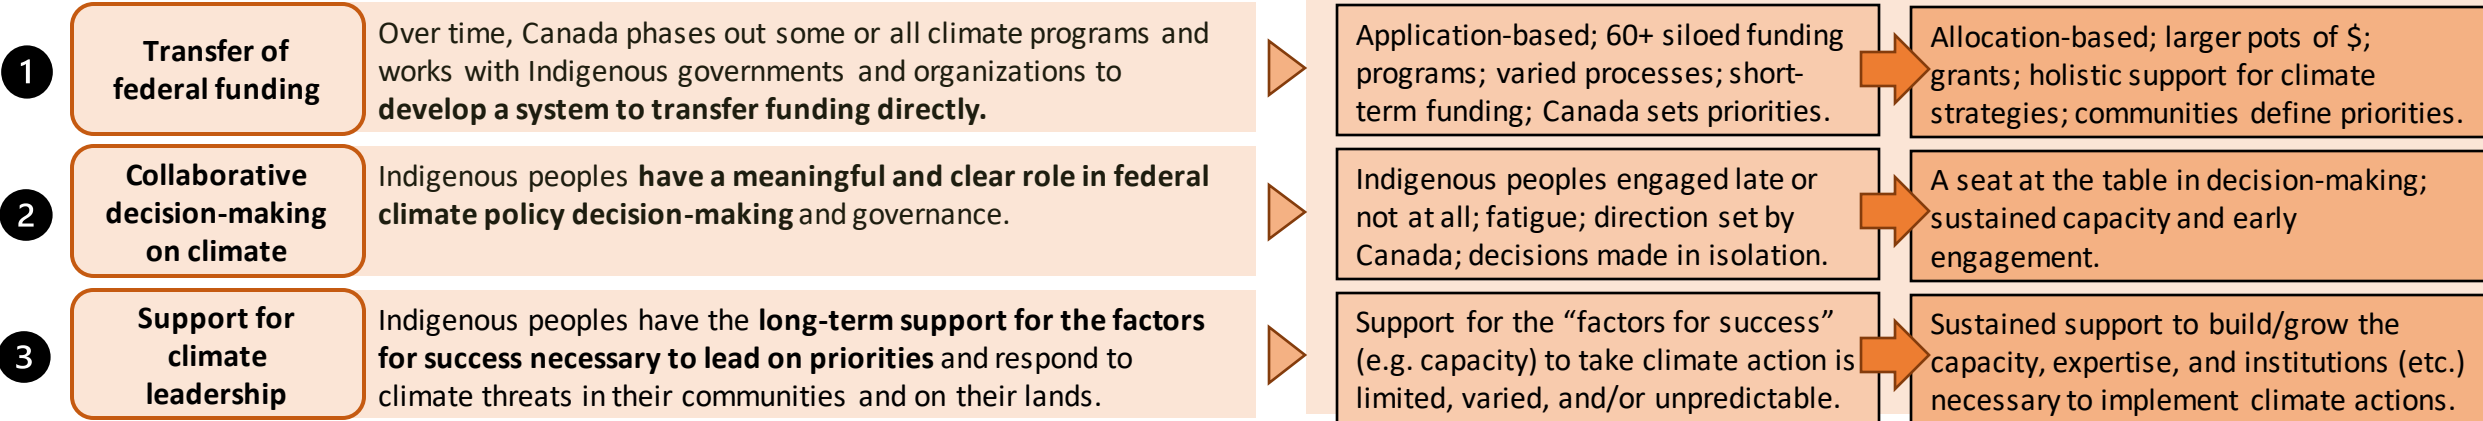 1
Transfer of
federal funding
Over time, Canada phases out some or all climate programs and
works with Indigenous governments and organizations to
develop a system to transfer funding directly.
Application-based; 60+ siloed funding
programs; varied processes; short-
term funding; Canada sets priorities.
Allocation-based; larger pots of $;
grants; holistic support for climate
strategies; communities define priorities.
2
Collaborative
decision-making
on climate
Indigenous peoples have a meaningful and clear role in federal
climate policy decision-making and governance.
Indigenous peoples engaged late or
not at all; fatigue; direction set by
Canada; decisions made in isolation.
A seat at the table in decision-making;
sustained capacity and early
engagement.
3
Support for
climate
leadership
Indigenous peoples have the long-term support for the factors
for success necessary to lead on priorities and respond to
climate threats in their communities and on their lands.
Support for the “factors for success”
(e.g. capacity) to take climate action is
limited, varied, and/or unpredictable.
Sustained support to build/grow the
capacity, expertise, and institutions (etc.)
necessary to implement climate actions.